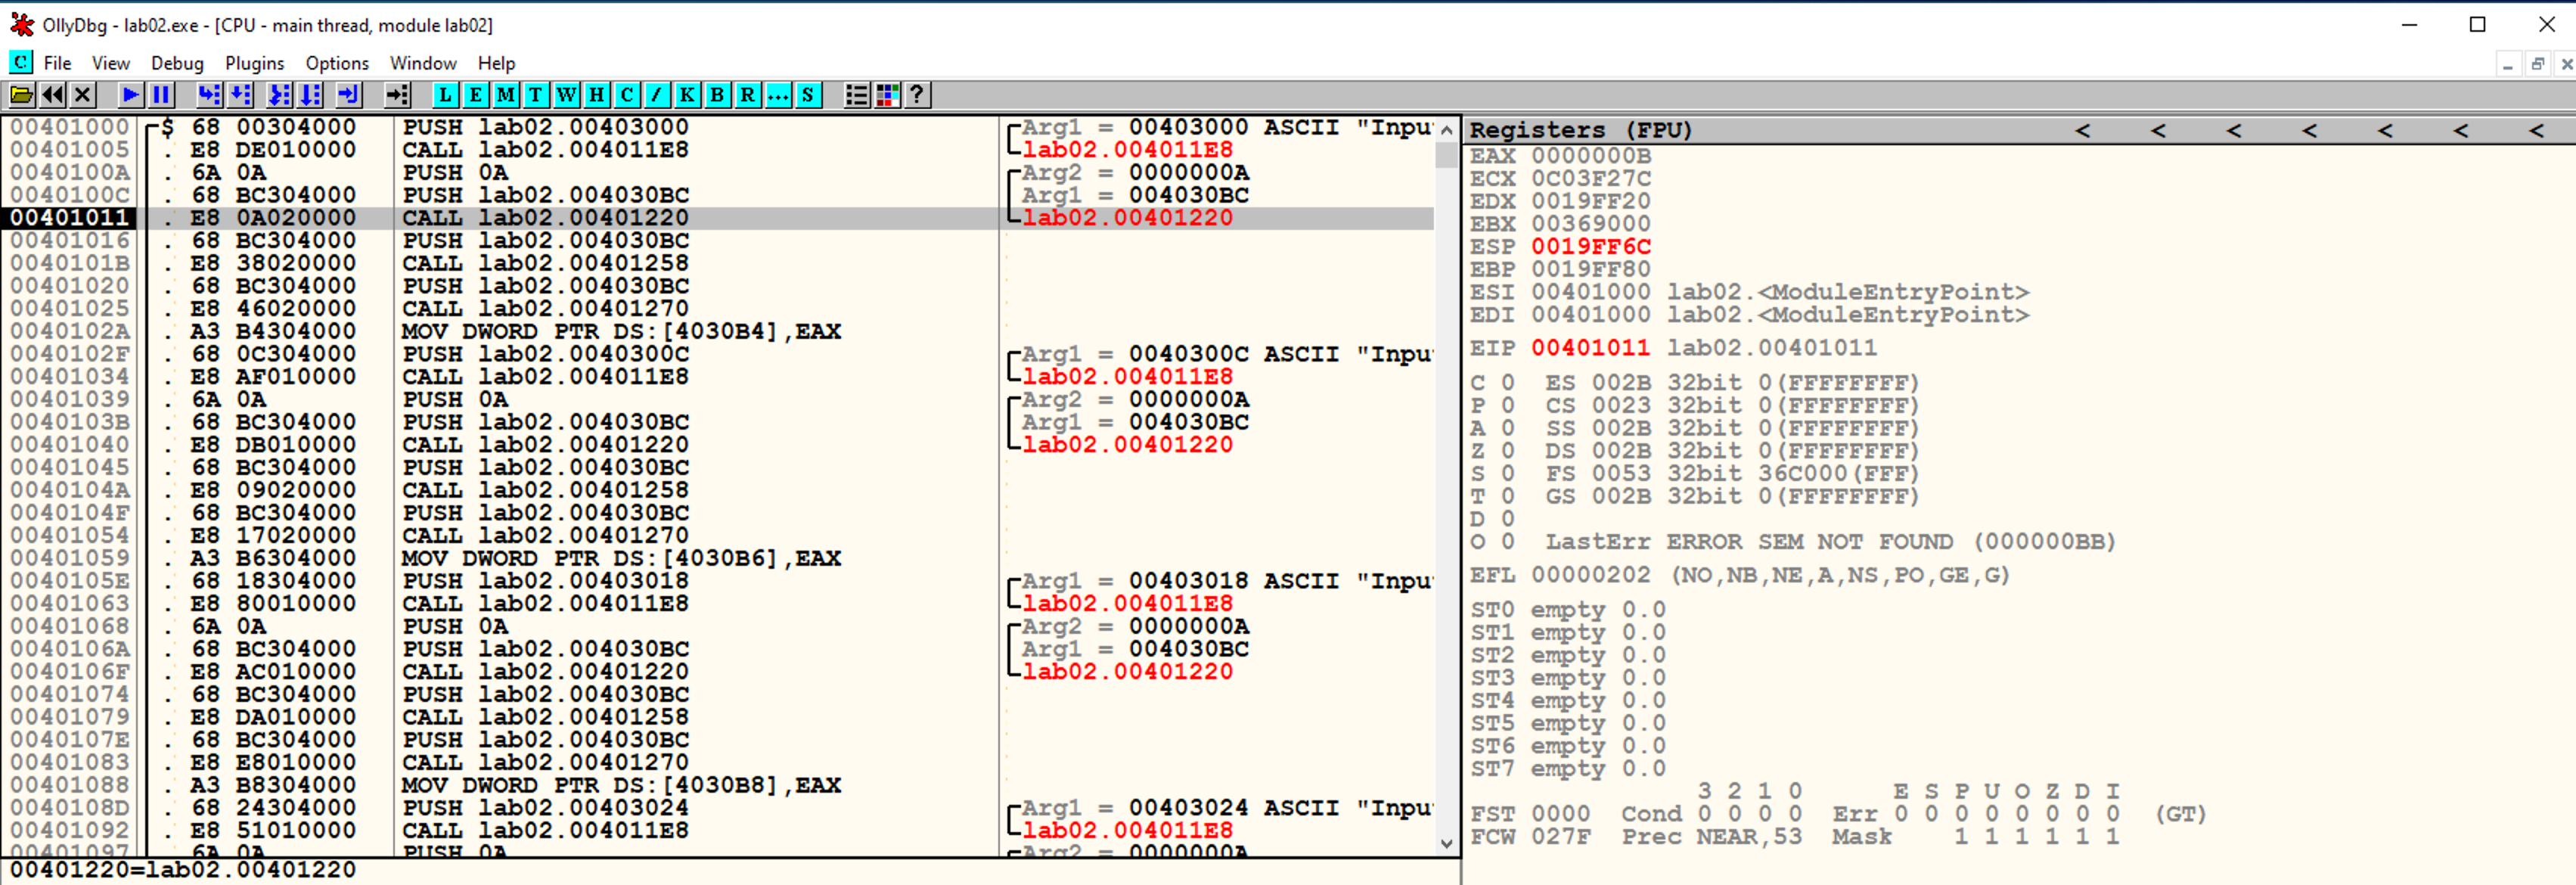 OllyDbg - lab02.exe - [CPU - main thread, module lab02]
C File View Debug Plugins Options Window Help
L E M T W H C / K B R ... S ?
00401000 $ 68 00304000 PUSH lab02.00403000 Arg1 = 00403000 ASCII "Inpu
00401005 . E8 DE010000 CALL lab02.004011E8 lab02.004011E8
0040100A . 6A 0A PUSH 0A Arg2 = 0000000A
0040100C . 68 BC304000 PUSH lab02.004030BC Arg1 = 004030BC
00401011 . E8 0A020000 CALL lab02.00401220 lab02.00401220
00401016 . 68 BC304000 PUSH lab02.004030BC
0040101B . E8 38020000 CALL lab02.00401258
00401020 . 68 BC304000 PUSH lab02.004030BC
00401025 . E8 46020000 CALL lab02.00401270
0040102A . A3 B4304000 MOV DWORD PTR DS:[4030B4],EAX
0040102F . 68 0C304000 PUSH lab02.0040300C Arg1 = 0040300C ASCII "Inpu
00401034 . E8 AF010000 CALL lab02.004011E8 lab02.004011E8
00401039 . 6A 0A PUSH 0A Arg2 = 0000000A
0040103B . 68 BC304000 PUSH lab02.004030BC Arg1 = 004030BC
00401040 . E8 DB010000 CALL lab02.00401220 lab02.00401220
00401045 . 68 BC304000 PUSH lab02.004030BC
0040104A . E8 09020000 CALL lab02.00401258
0040104F . 68 BC304000 PUSH lab02.004030BC
00401054 . E8 17020000 CALL lab02.00401270
00401059 . A3 B6304000 MOV DWORD PTR DS:[4030B6],EAX
0040105E . 68 18304000 PUSH lab02.00403018 Arg1 = 00403018 ASCII "Inpu
00401063 . E8 80010000 CALL lab02.004011E8 lab02.004011E8
00401068 . 6A 0A PUSH 0A Arg2 = 0000000A
0040106A . 68 BC304000 PUSH lab02.004030BC Arg1 = 004030BC
0040106F . E8 AC010000 CALL lab02.00401220 lab02.00401220
00401074 . 68 BC304000 PUSH lab02.004030BC
00401079 . E8 DA010000 CALL lab02.00401258
0040107E . 68 BC304000 PUSH lab02.004030BC
00401083 . E8 E8010000 CALL lab02.00401270
00401088 . A3 B8304000 MOV DWORD PTR DS:[4030B8],EAX
0040108D . 68 24304000 PUSH lab02.00403024 Arg1 = 00403024 ASCII "Inpu
00401092 . E8 51010000 CALL lab02.004011E8 lab02.004011E8
00401097 . 6A 0A PUSH 0A Arg2 = 0000000A
00401220=lab02.00401220
Registers (FPU) < < < < < < <
EAX 0000000B
ECX 0C03F27C
EDX 0019FF20
EBX 00369000
ESP 0019FF6C
EBP 0019FF80
ESI 00401000 lab02.<ModuleEntryPoint>
EDI 00401000 lab02.<ModuleEntryPoint>
EIP 00401011 lab02.00401011
C 0 ES 002B 32bit 0(FFFFFFFF)
P 0 CS 0023 32bit 0(FFFFFFFF)
A 0 SS 002B 32bit 0(FFFFFFFF)
Z 0 DS 002B 32bit 0(FFFFFFFF)
S 0 FS 0053 32bit 36C000(FFF)
T 0 GS 002B 32bit 0(FFFFFFFF)
D 0
O 0 LastErr ERROR SEM NOT FOUND (000000BB)
EFL 00000202 (NO,NB,NE,A,NS,PO,GE,G)
ST0 empty 0.0
ST1 empty 0.0
ST2 empty 0.0
ST3 empty 0.0
ST4 empty 0.0
ST5 empty 0.0
ST6 empty 0.0
ST7 empty 0.0
3 2 1 0 E S P U O Z D I
FST 0000 Cond 0 0 0 0 Err 0 0 0 0 0 0 0 0 (GT)
FCW 027F Prec NEAR,53 Mask 1 1 1 1 1 1